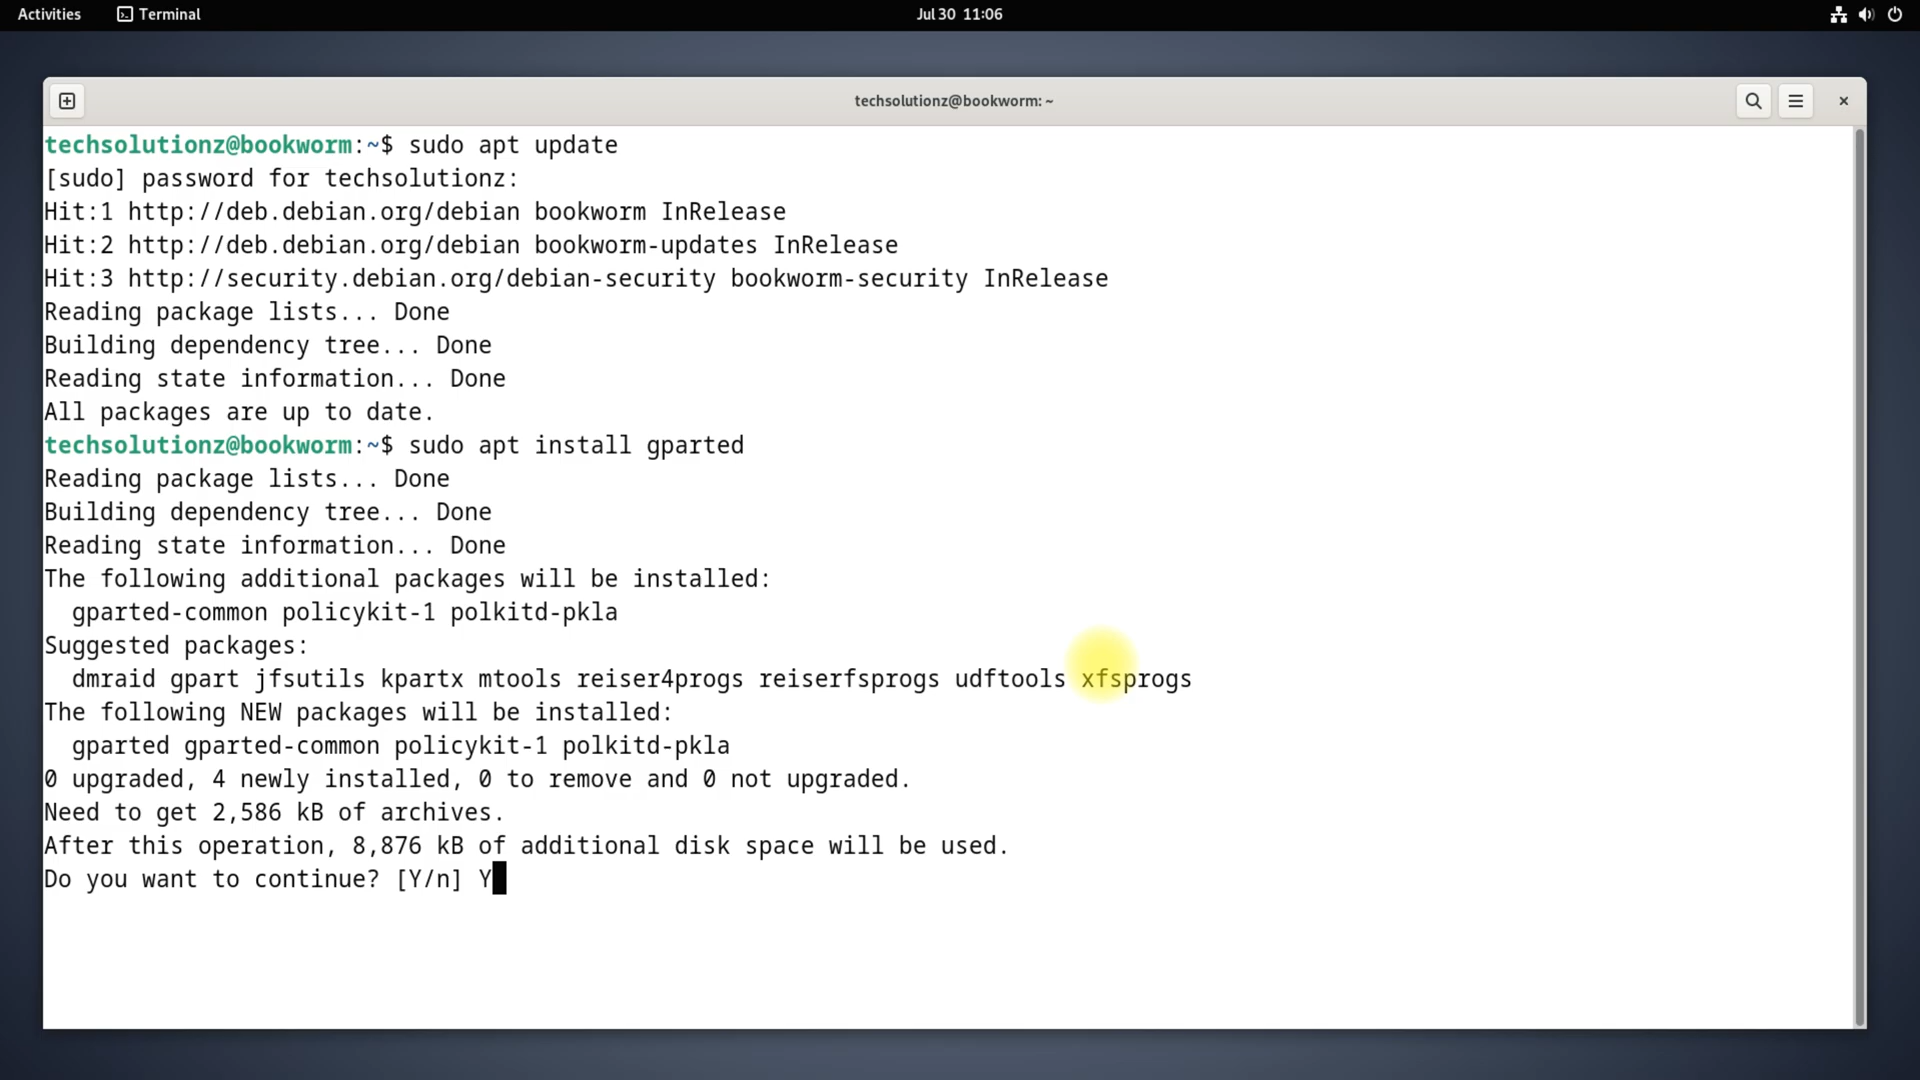 Activities
Terminal
Jul 30 11:06
techsolutionz@bookworm: ~
techsolutionz@bookworm:~$ sudo apt update
[sudo] password for techsolutionz:
Hit:1 http://deb.debian.org/debian bookworm InRelease
Hit:2 http://deb.debian.org/debian bookworm-updates InRelease
Hit:3 http://security.debian.org/debian-security bookworm-security InRelease
Reading package lists... Done
Building dependency tree... Done
Reading state information... Done
All packages are up to date.
techsolutionz@bookworm:~$ sudo apt install gparted
Reading package lists... Done
Building dependency tree... Done
Reading state information... Done
The following additional packages will be installed:
  gparted-common policykit-1 polkitd-pkla
Suggested packages:
  dmraid gpart jfsutils kpartx mtools reiser4progs reiserfsprogs udftools xfsprogs
The following NEW packages will be installed:
  gparted gparted-common policykit-1 polkitd-pkla
0 upgraded, 4 newly installed, 0 to remove and 0 not upgraded.
Need to get 2,586 kB of archives.
After this operation, 8,876 kB of additional disk space will be used.
Do you want to continue? [Y/n] Y